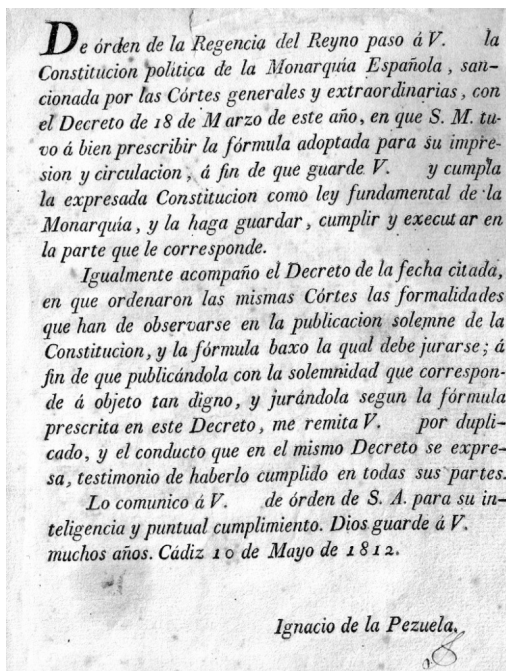 De órden de la Regencia del Reyno paso á V. la
Constitucion política de la Monarquía Española, san-
cionada por las Córtes generales y extraordinarias, con
el Decreto de 18 de Marzo de este año, en que S. M. tu-
vo á bien prescribir la fórmula adoptada para su impre-
sion y circulacion, á fin de que guarde V. y cumpla
la expresada Constitucion como ley fundamental de la
Monarquía, y la haga guardar, cumplir y executar en
la parte que le corresponde.
Igualmente acompaño el Decreto de la fecha citada,
en que ordenaron las mismas Córtes las formalidades
que han de observarse en la publicacion solemne de la
Constitucion, y la fórmula baxo la qual debe jurarse; á
fin de que publicándola con la solemnidad que correspon-
de á objeto tan digno, y jurándola segun la fórmula
prescrita en este Decreto, me remita V. por dupli-
cado, y el conducto que en el mismo Decreto se expre-
sa, testimonio de haberlo cumplido en todas sus partes.
Lo comunico á V. de órden de S. A. para su in-
teligencia y puntual cumplimiento. Dios guarde á V.
muchos años. Cádiz 10 de Mayo de 1812.
Ignacio de la Pezuela.